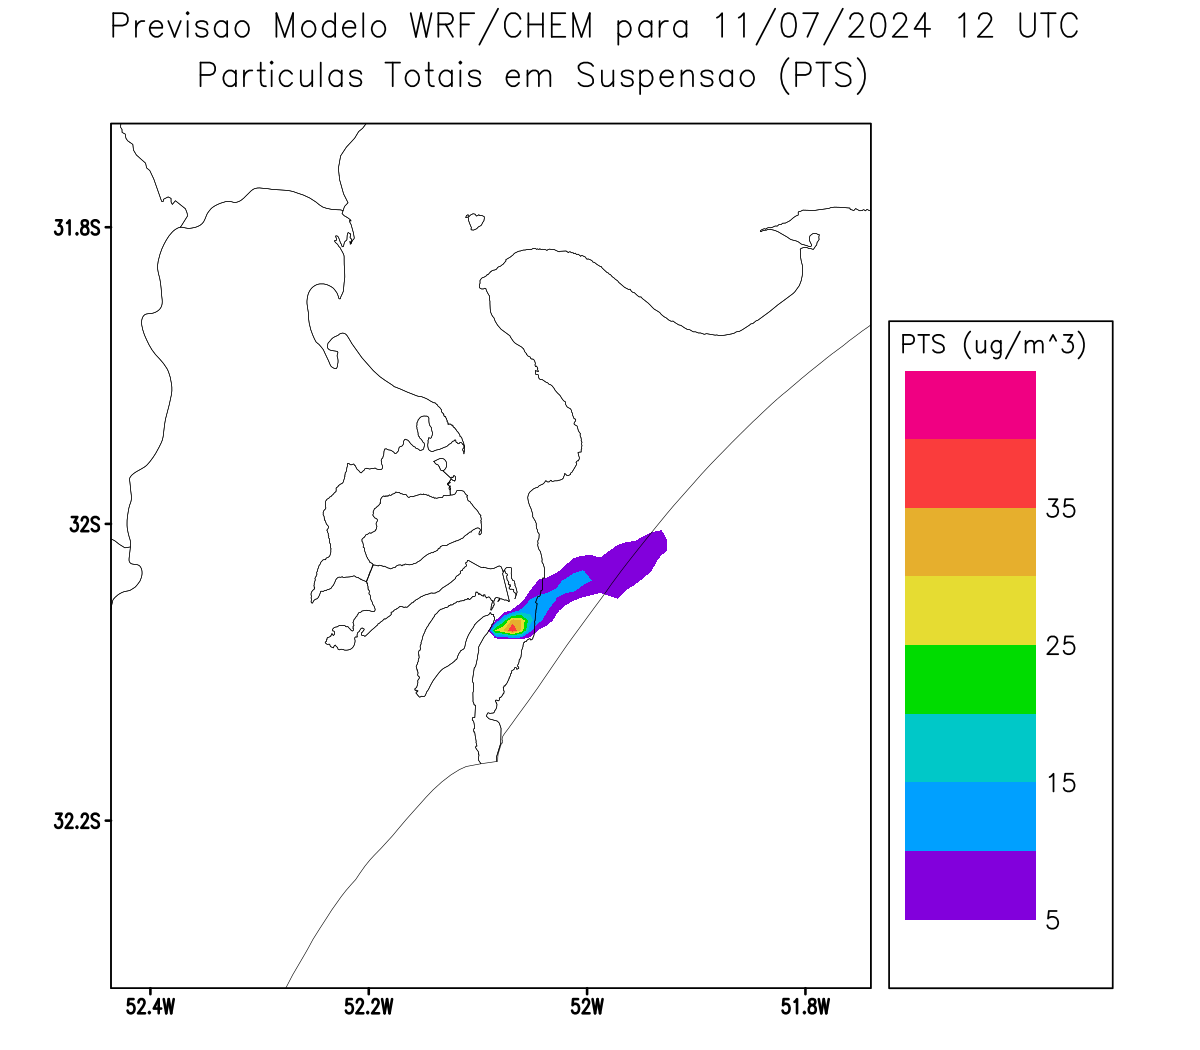 Previsao Modelo WRF/CHEM para 11/07/2024 12 UTC
Particulas Totais em Suspensao (PTS)
31.8S
32S
32.2S
52.4W
52.2W
52W
51.8W
PTS (ug/m^3)
35
25
15
5